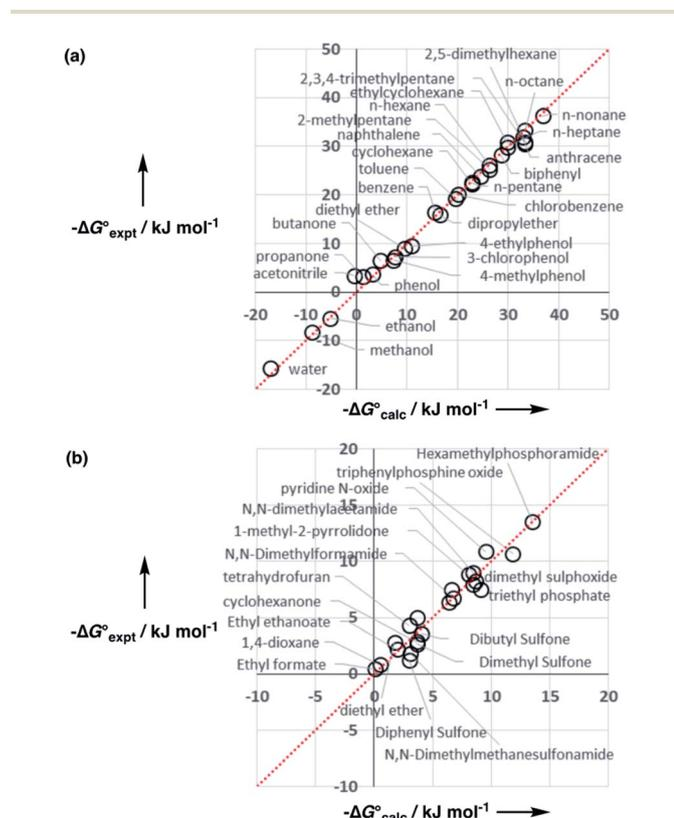 (a)
50
2,5-dimethylhexane
2,3,4-trimethylpentane
n-octane
40
ethylcyclohexane
n-hexane
n-nonane
2-methylpentane
n-heptane
naphthalene
30
cyclohexane
anthracene
toluene
biphenyl
benzene
20
n-pentane
diethyl ether
chlorobenzene
butanone
dipropylether
-ΔG°expt / kJ mol-1
10
4-ethylphenol
propanone
3-chlorophenol
acetonitrile
4-methylphenol
0
phenol
-20 -10 0 10 20 30 40 50
ethanol
-10
methanol
water
-20
-ΔG°calc / kJ mol-1
(b)
20
Hexamethylphosphoramide
triphenylphosphine oxide
pyridine N-oxide
15
N,N-dimethylacetamide
1-methyl-2-pyrrolidone
N,N-Dimethylformamide
10
tetrahydrofuran
dimethyl sulphoxide
triethyl phosphate
cyclohexanone
5
Ethyl ethanoate
-ΔG°expt / kJ mol-1
Dibutyl Sulfone
1,4-dioxane
Dimethyl Sulfone
Ethyl formate
0
-10 -5 0 5 10 15 20
diethyl ether
-5
Diphenyl Sulfone
N,N-Dimethylmethanesulfonamide
-10
-ΔG°calc / kJ mol-1